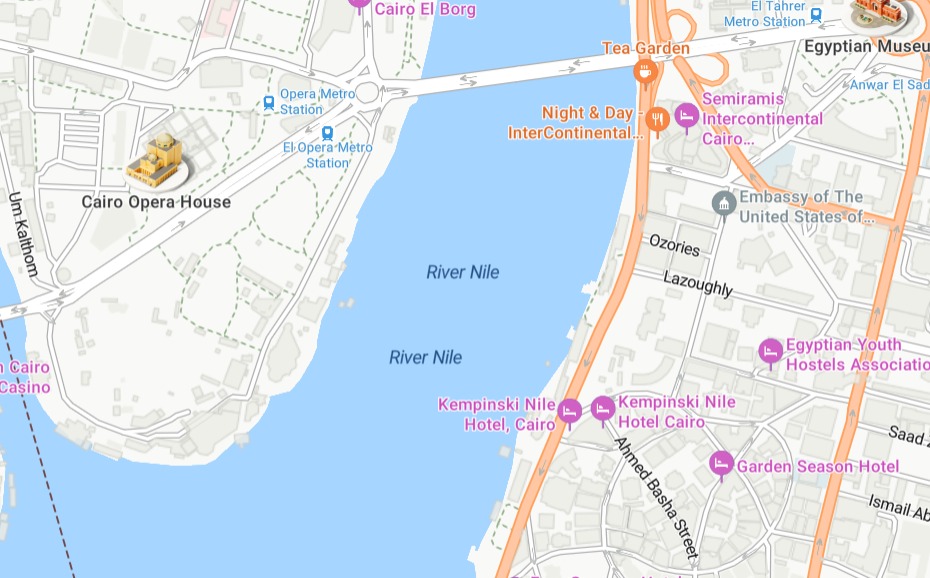 Cairo El Borg
El Tahrer
Metro Station
Egyptian Museu
Tea Garden
Opera Metro
Station
Anwar El Sad
Semiramis
Intercontinental
Cairo...
Night & Day -
InterContinental...
El Opera Metro
Station
Cairo Opera House
Um Kalthom
Embassy of The
United States of...
Ozories
River Nile
Lazoughly
River Nile
Egyptian Youth
Hostels Associatio
n Cairo
Casino
Kempinski Nile
Hotel, Cairo
Kempinski Nile
Hotel Cairo
Saad Z
Ahmed Basha Street
Garden Season Hotel
Ismail Ab